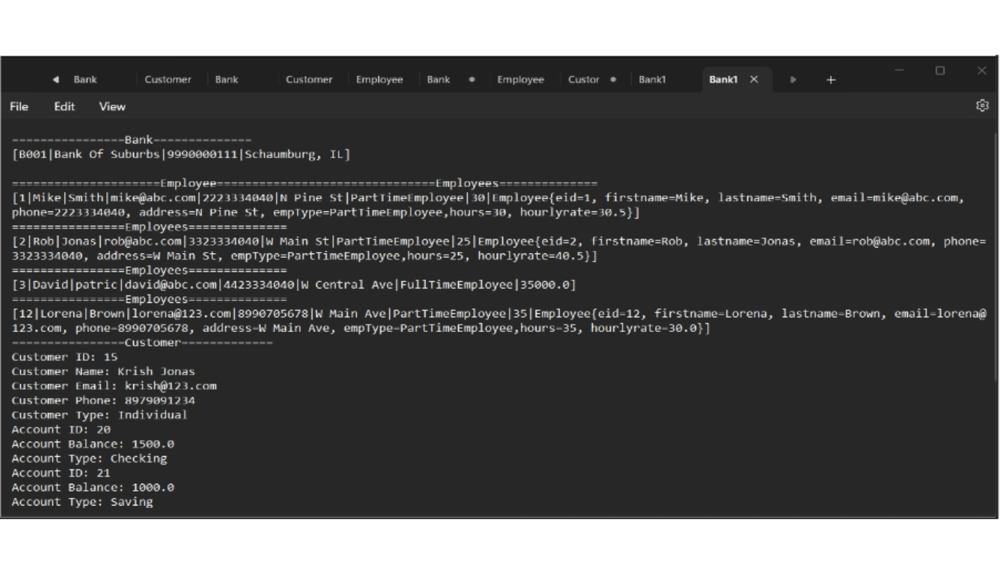 Bank Customer Bank Customer Employee Bank Employee Custor Bank1 Bank1
File Edit View
================Bank==============
[B001|Bank Of Suburbs|9990000111|Schaumburg, IL]
=====================Employee===============================Employees==============
[1|Mike|Smith|mike@abc.com|2223334040|N Pine St|PartTimeEmployee|30|Employee{eid=1, firstname=Mike, lastname=Smith, email=mike@abc.com,
phone=2223334040, address=N Pine St, empType=PartTimeEmployee,hours=30, hourlyrate=30.5}]
================Employees==============
[2|Rob|Jonas|rob@abc.com|3323334040|W Main St|PartTimeEmployee|25|Employee{eid=2, firstname=Rob, lastname=Jonas, email=rob@abc.com, phone=
3323334040, address=W Main St, empType=PartTimeEmployee,hours=25, hourlyrate=40.5}]
================Employees==============
[3|David|patric|david@abc.com|4423334040|W Central Ave|FullTimeEmployee|35000.0]
================Employees==============
[12|Lorena|Brown|lorena@123.com|8990705678|W Main Ave|PartTimeEmployee|35|Employee{eid=12, firstname=Lorena, lastname=Brown, email=lorena@
123.com, phone=8990705678, address=W Main Ave, empType=PartTimeEmployee,hours=35, hourlyrate=30.0}]
================Customer=============
Customer ID: 15
Customer Name: Krish Jonas
Customer Email: krish@123.com
Customer Phone: 8979091234
Customer Type: Individual
Account ID: 20
Account Balance: 1500.0
Account Type: Checking
Account ID: 21
Account Balance: 1000.0
Account Type: Saving